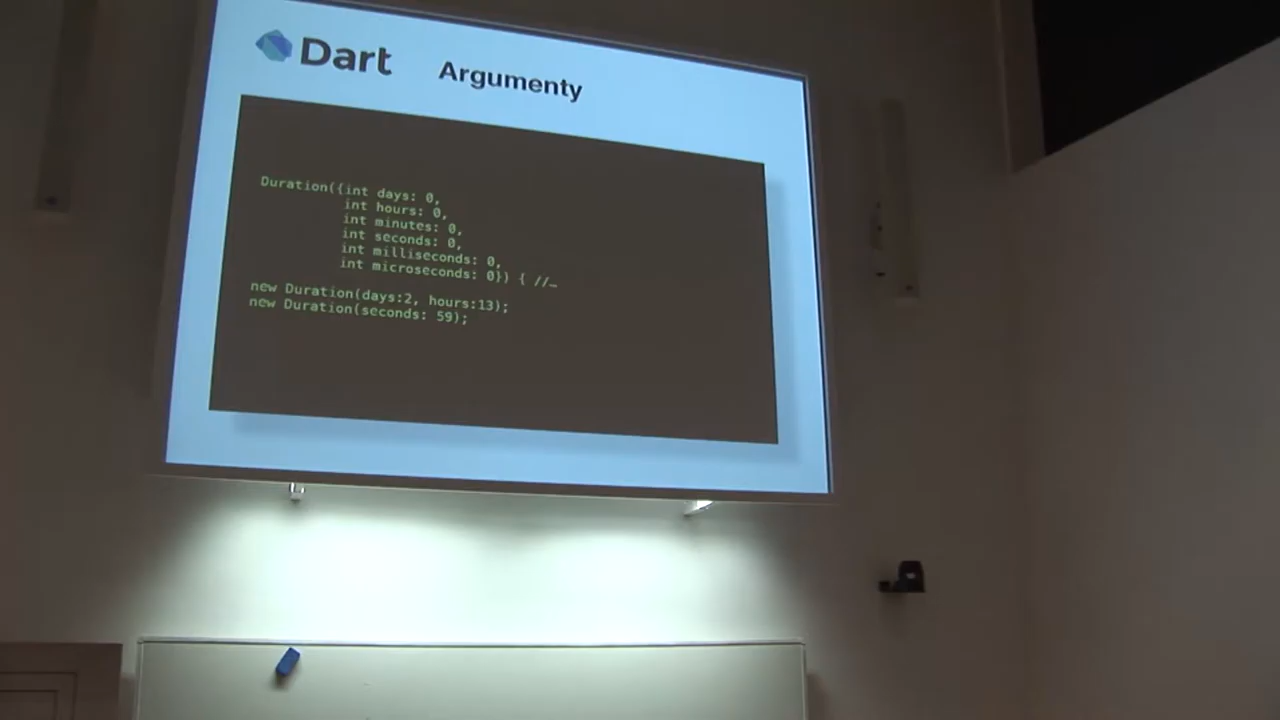 Dart Argumenty
Duration({int days: 0,
int hours: 0,
int minutes: 0,
int seconds: 0,
int milliseconds: 0,
int microseconds: 0}) { //…
new Duration(days:2, hours:13);
new Duration(seconds: 59);